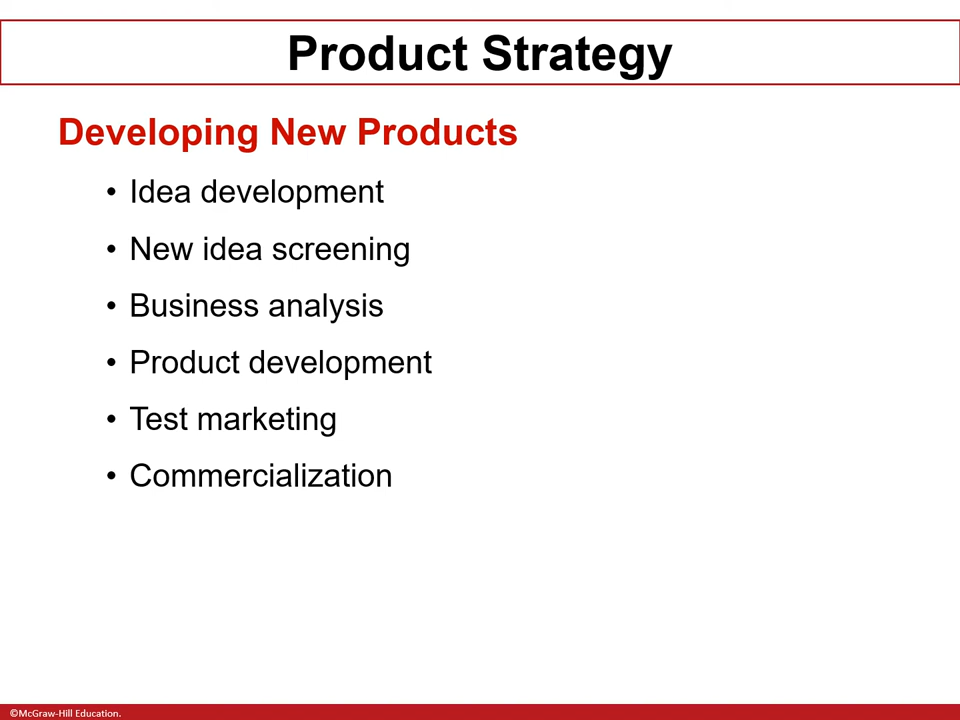 Product Strategy
Developing New Products
• Idea development
• New idea screening
• Business analysis
• Product development
• Test marketing
• Commercialization
©McGraw-Hill Education.